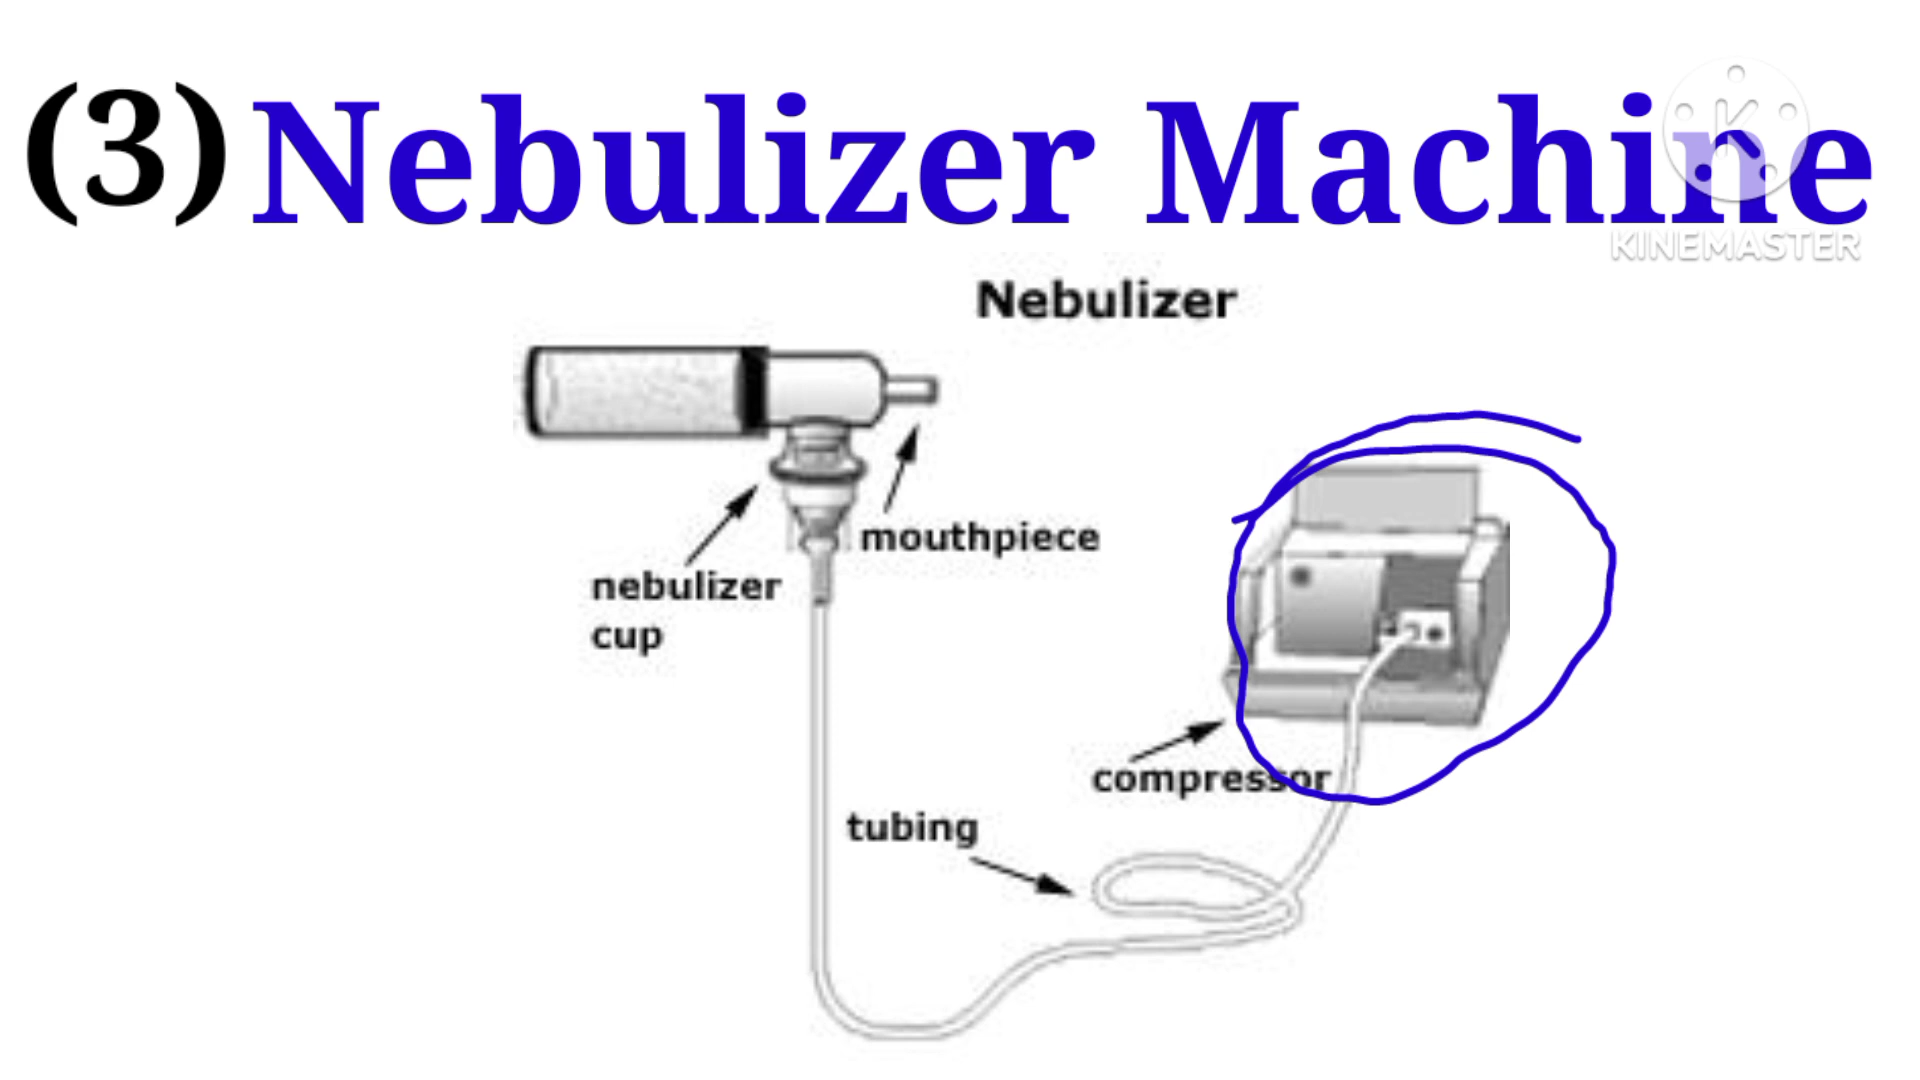 (3) Nebulizer Machine
KINEMASTER
Nebulizer
mouthpiece
nebulizer
cup
compressor
tubing